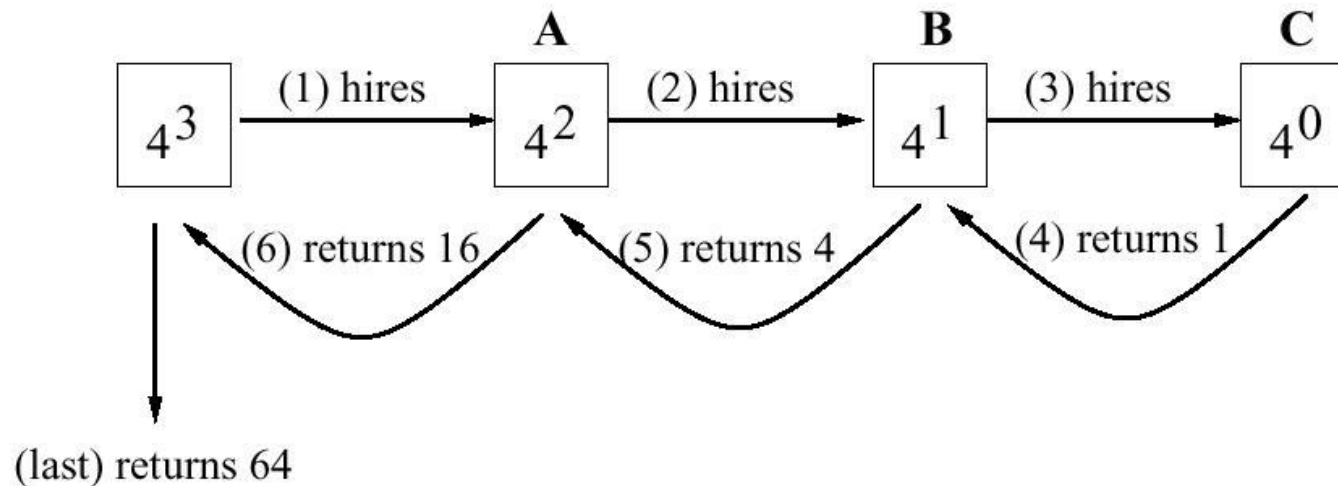 A B C
(1) hires (2) hires (3) hires
4^3 4^2 4^1 4^0
(6) returns 16 (5) returns 4 (4) returns 1
(last) returns 64